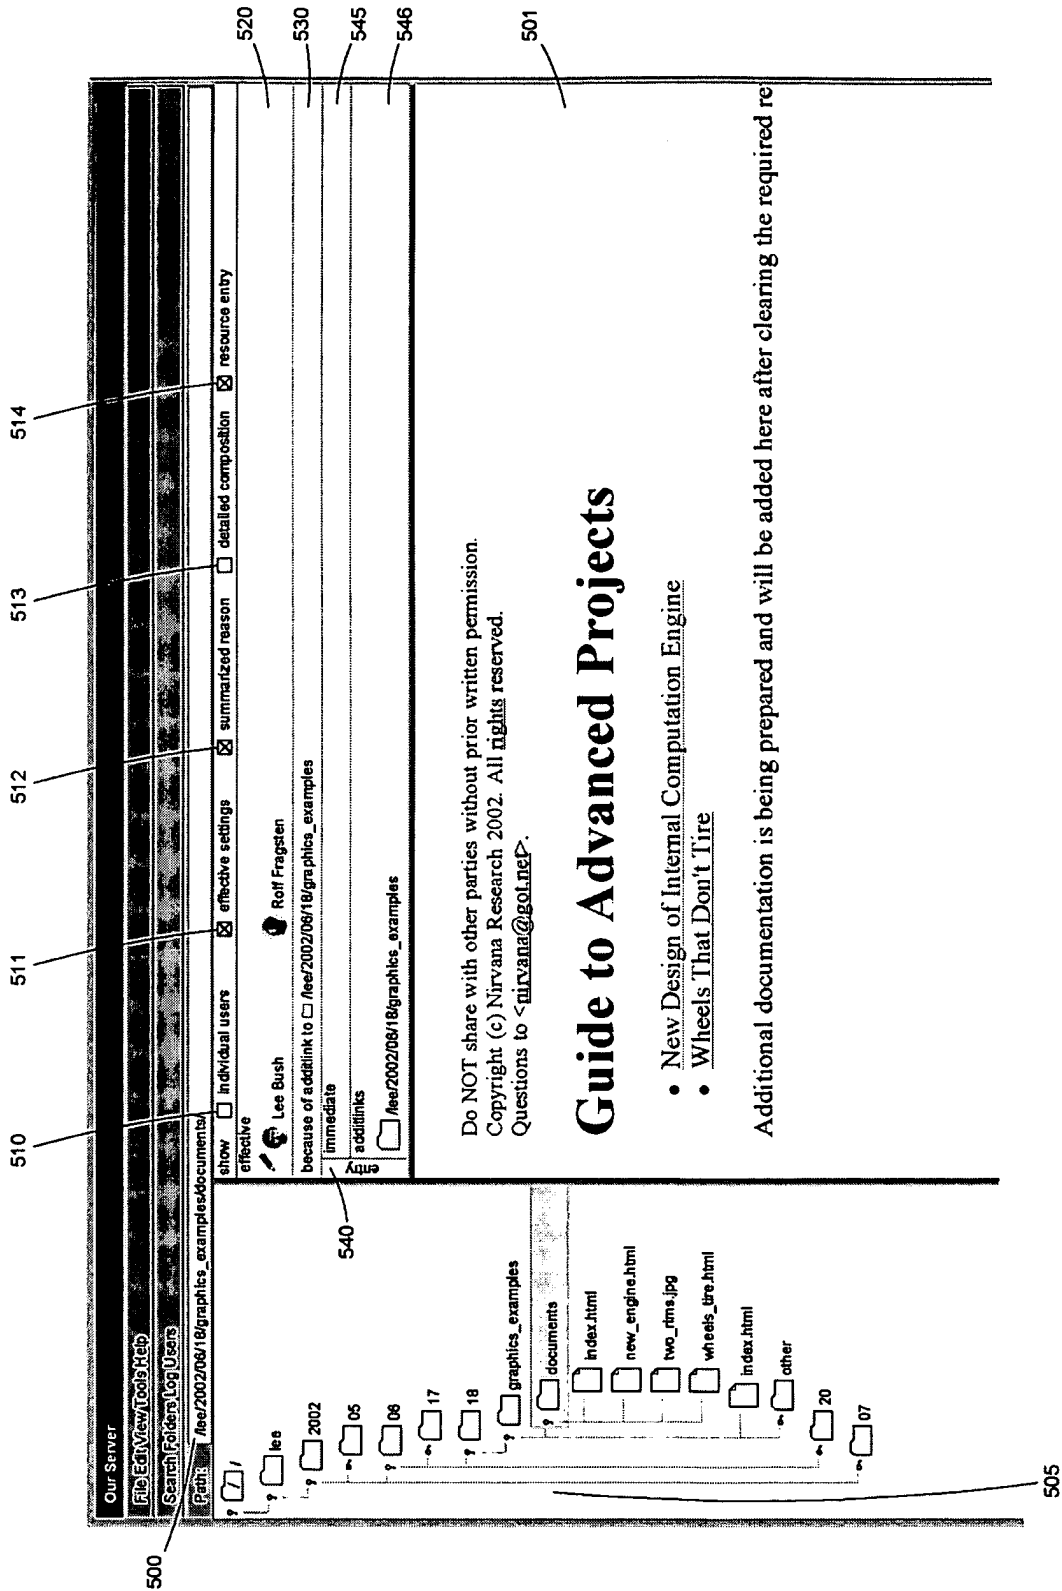 510
511
512
513
514
500
Our Server
File Edit View Tools Help
Search Folders Log Users
Path: /lee/2002/06/18/graphics_examples/documents/
show individual users effective settings summarized reason detailed composition resource entry
effective
Lee Bush Rolf Fragsten
520
because of additlink to /lee/2002/06/18/graphics_examples
530
entry
immediate
545
additlinks
/lee/2002/06/18/graphics_examples
546
540
/
lee
2002
05
06
17
18
graphics_examples
documents
index.html
new_engine.html
two_rims.jpg
wheels_tire.html
index.html
other
20
07
505
Do NOT share with other parties without prior written permission.
Copyright (c) Nirvana Research 2002. All rights reserved.
Questions to <nirvana@got.net>.
501
Guide to Advanced Projects
• New Design of Internal Computation Engine
• Wheels That Don't Tire
Additional documentation is being prepared and will be added here after clearing the required re